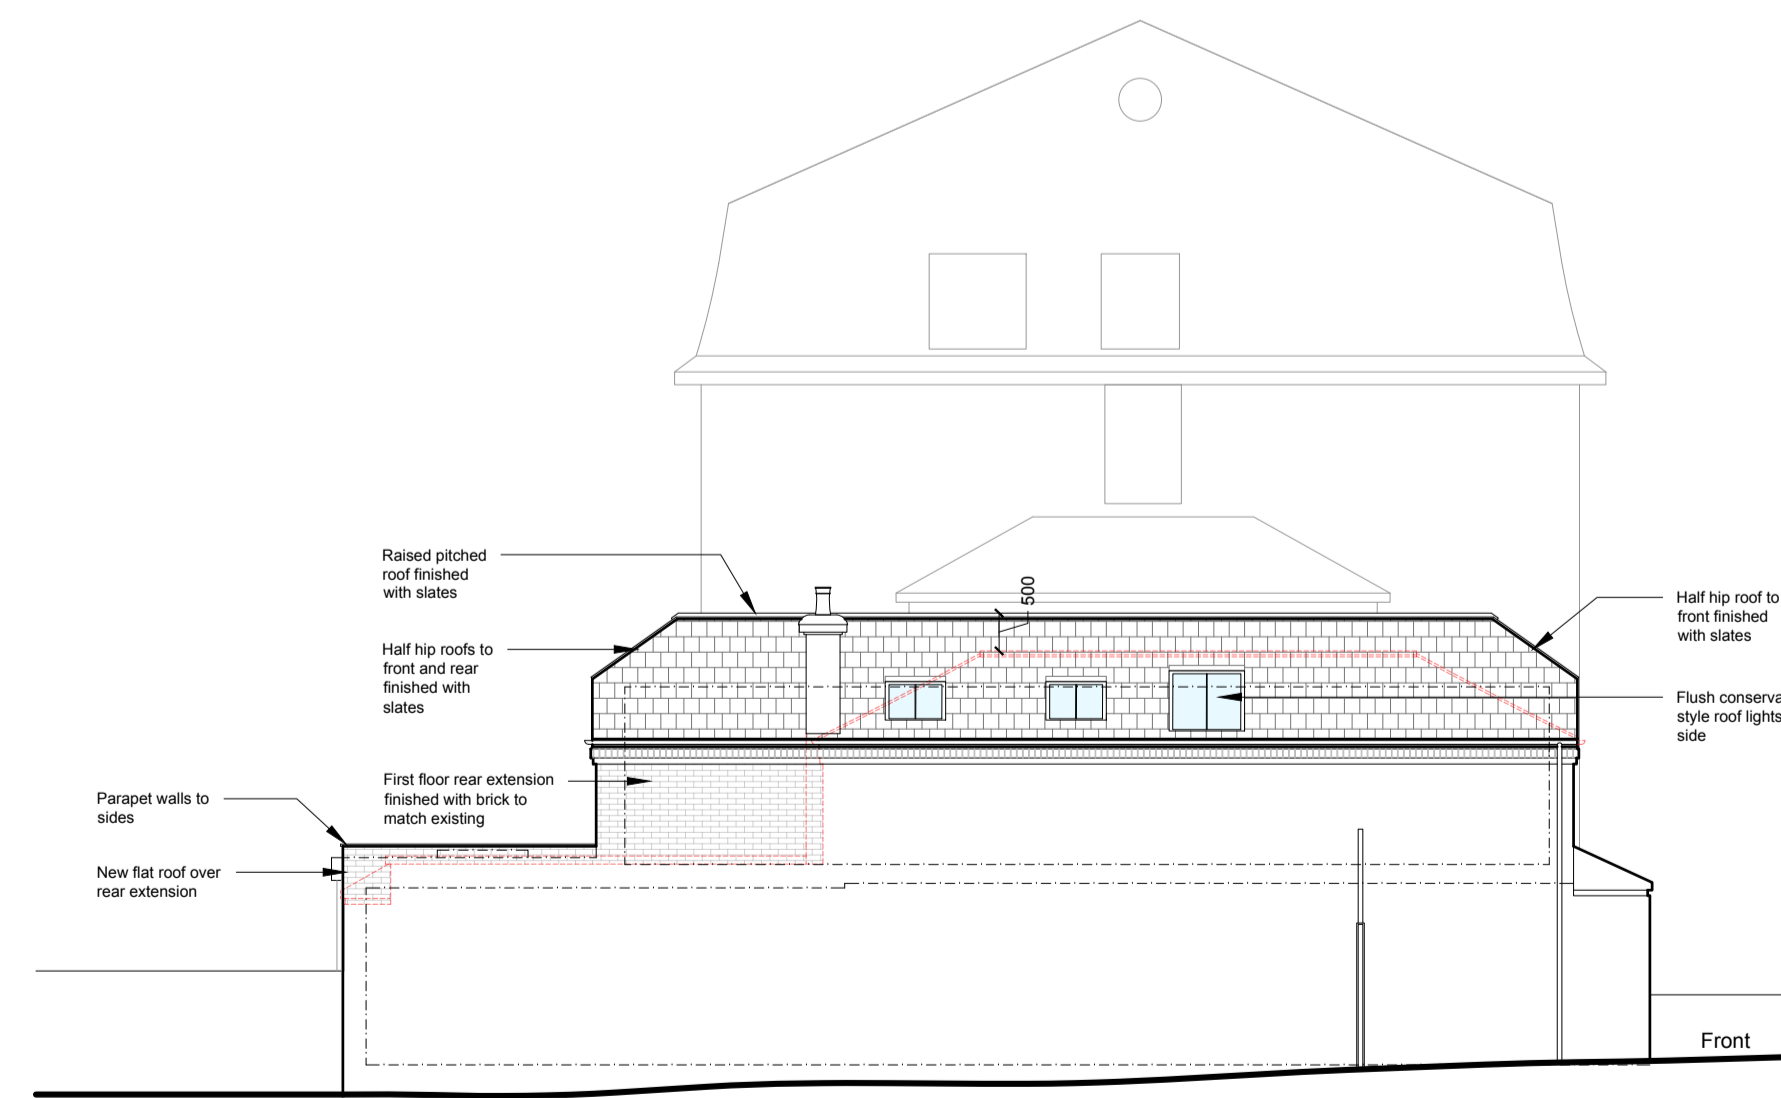 Raised pitched
roof finished
with slates
500
Half hip roof to
front finished
with slates
Half hip roofs to
front and rear
finished with
slates
Flush conserva
style roof lights
side
First floor rear extension
finished with brick to
match existing
Parapet walls to
sides
New flat roof over
rear extension
Front